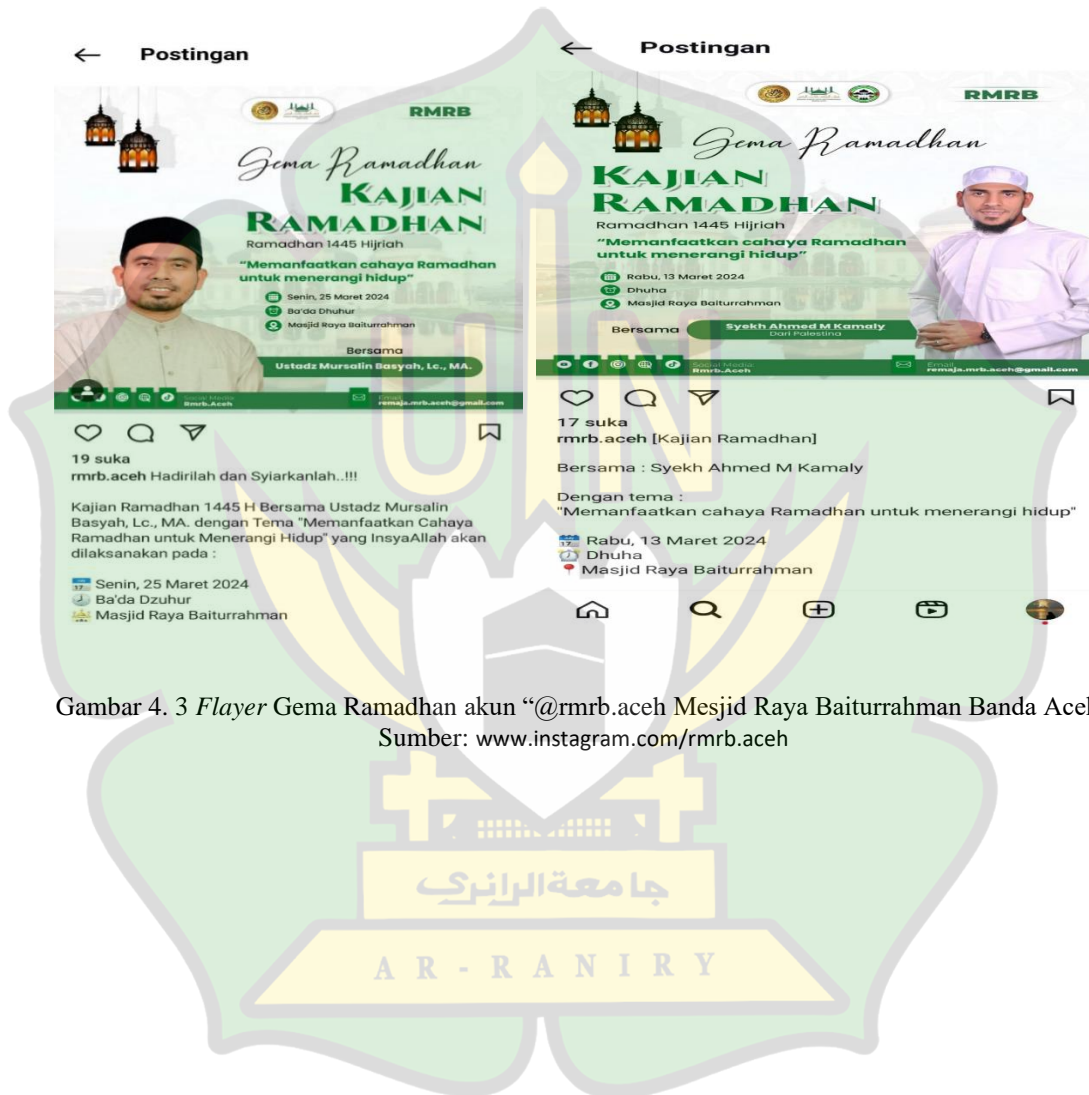 Postingan
RMRB
Gema Ramadhan
KAJIAN
RAMADHAN
Ramadhan 1445 Hijriah
"Memanfaatkan cahaya Ramadhan
untuk menerangi hidup"
Senin, 25 Maret 2024
Ba'da Dhuhur
Masjid Raya Baiturrahman
Bersama
Ustadz Mursalin Basyah, Lc., MA.
Social Media
Rmrb.Aceh
Email
remaja.mrb.aceh@gmail.com
19 suka
rmrb.aceh Hadirilah dan Syiarkanlah..!!!
Kajian Ramadhan 1445 H Bersama Ustadz Mursalin
Basyah, Lc., MA. dengan Tema "Memanfaatkan Cahaya
Ramadhan untuk Menerangi Hidup" yang InsyaAllah akan
dilaksanakan pada :
Senin, 25 Maret 2024
Ba'da Dzuhur
Masjid Raya Baiturrahman
Postingan
RMRB
Gema Ramadhan
KAJIAN
RAMADHAN
Ramadhan 1445 Hijriah
"Memanfaatkan cahaya Ramadhan
untuk menerangi hidup"
Rabu, 13 Maret 2024
Dhuha
Masjid Raya Baiturrahman
Bersama
Syekh Ahmed M Kamaly
Dari Palestina
Social Media
Rmrb.Aceh
Email
remaja.mrb.aceh@gmail.com
17 suka
rmrb.aceh [Kajian Ramadhan]
Bersama : Syekh Ahmed M Kamaly
Dengan tema :
"Memanfaatkan cahaya Ramadhan untuk menerangi hidup"
Rabu, 13 Maret 2024
Dhuha
Masjid Raya Baiturrahman
Gambar 4. 3 Flayer Gema Ramadhan akun “@rmrb.aceh Mesjid Raya Baiturrahman Banda Aceh
Sumber: www.instagram.com/rmrb.aceh
UIN
جامعة الرانري
AR-RANIRY